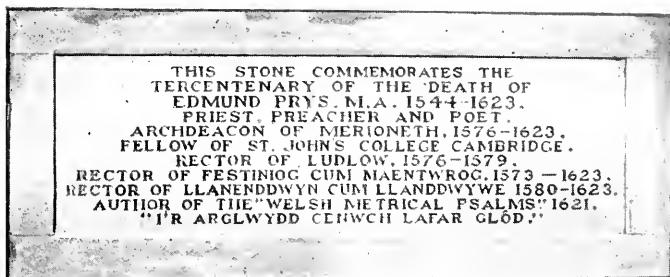 THIS STONE COMMEMORATES THE
TERCENTENARY OF THE DEATH OF
EDMUND PRYS. M.A. 1544-1623.
PRIEST, PREACHER AND POET.
ARCHDEACON OF MERIONETH, 1576-1623.
FELLOW OF ST. JOHN'S COLLEGE CAMBRIDGE.
RECTOR OF LUDLOW, 1576-1579.
RECTOR OF FESTINIOG CUM MAENTWROG. 1573 — 1623.
RECTOR OF LLANENDDWYN CUM LLANDDWYWE 1580-1623.
AUTHOR OF THE "WELSH METRICAL PSALMS" 1621.
"I'R ARGLWYDD CENWCH LAFAR GLÔD."